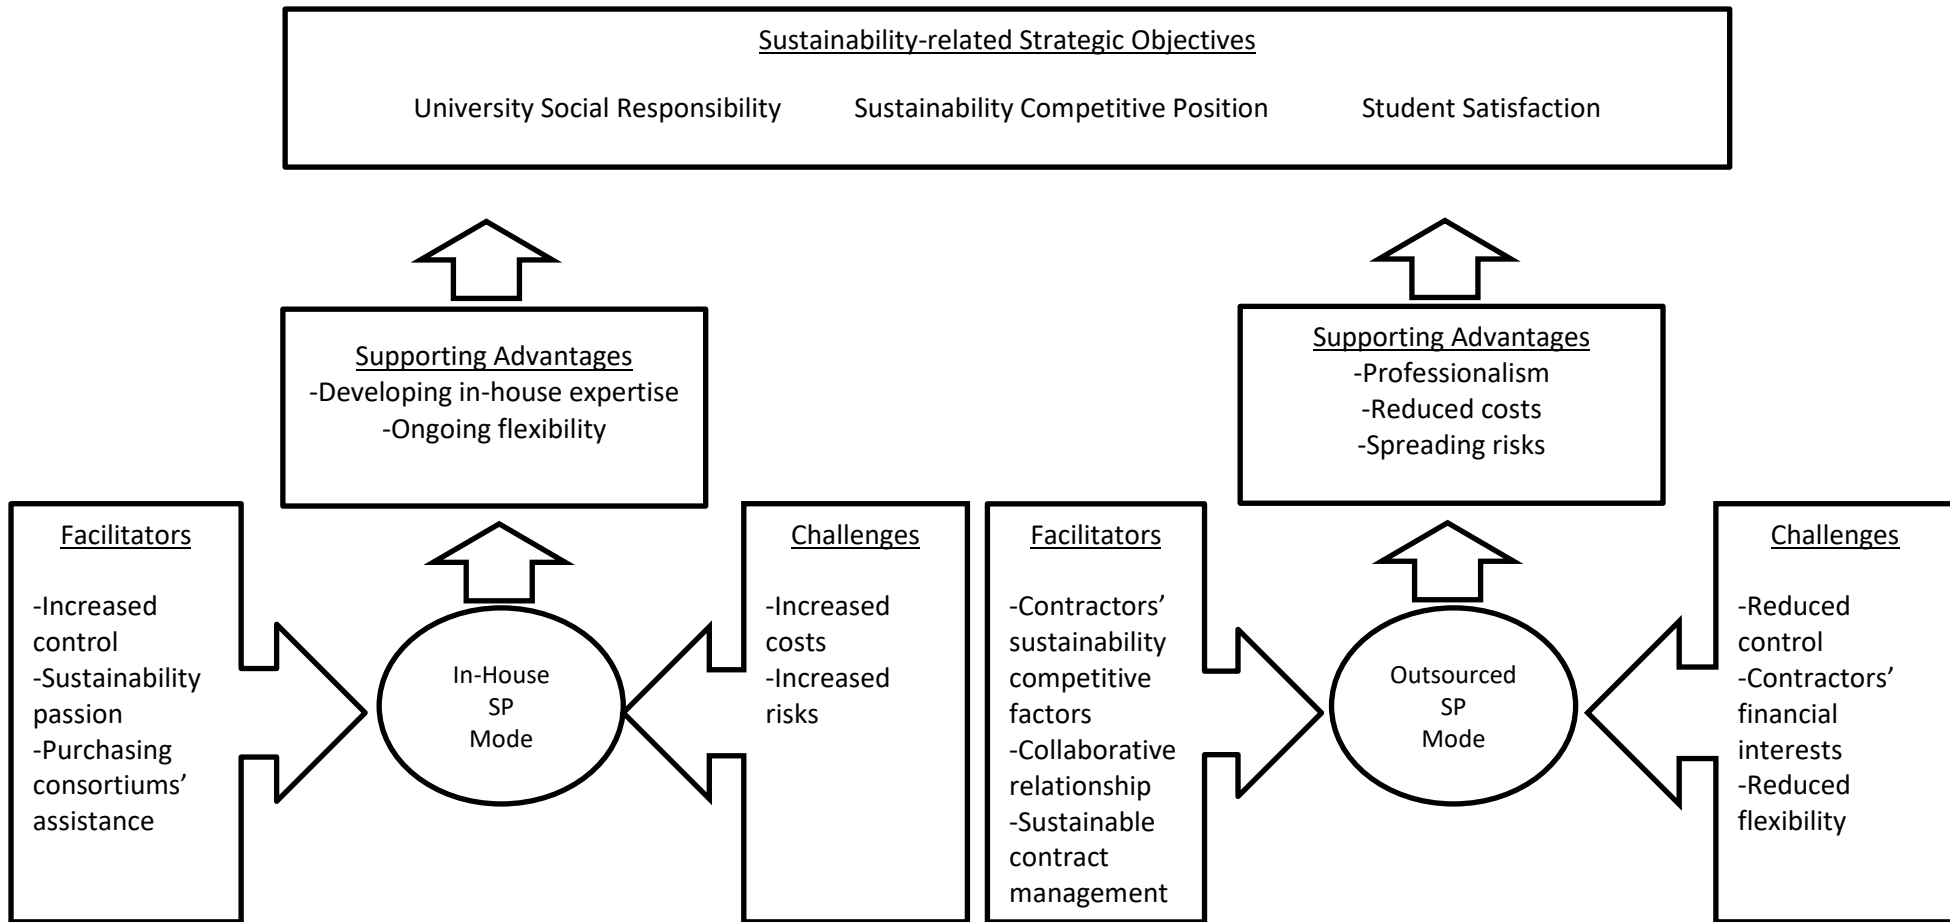 Sustainability-related Strategic Objectives
University Social Responsibility
Sustainability Competitive Position
Student Satisfaction
Supporting Advantages
-Developing in-house expertise
-Ongoing flexibility
Supporting Advantages
-Professionalism
-Reduced costs
-Spreading risks
Facilitators
-Increased
control
-Sustainability
passion
-Purchasing
consortiums’
assistance
In-House
SP
Mode
Challenges
-Increased
costs
-Increased
risks
Facilitators
-Contractors’
sustainability
competitive
factors
-Collaborative
relationship
-Sustainable
contract
management
Outsourced
SP
Mode
Challenges
-Reduced
control
-Contractors’
financial
interests
-Reduced
flexibility